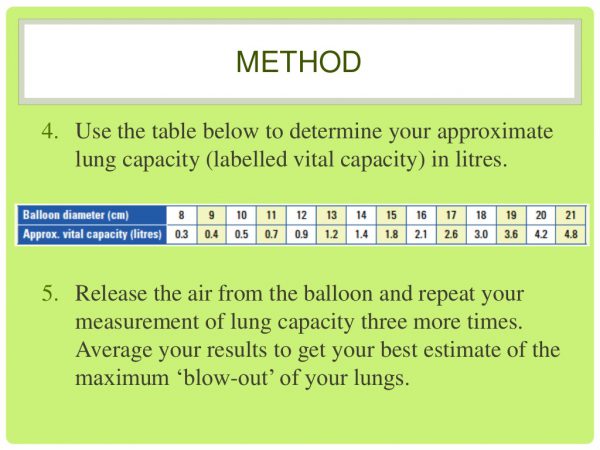 METHOD
4. Use the table below to determine your approximate
lung capacity (labelled vital capacity) in litres.
Balloon diameter (cm) 8 9 10 11 12 13 14 15 16 17 18 19 20 21
Approx. vital capacity (litres) 0.3 0.4 0.5 0.7 0.9 1.2 1.4 1.8 2.1 2.6 3.0 3.6 4.2 4.8
5. Release the air from the balloon and repeat your
measurement of lung capacity three more times.
Average your results to get your best estimate of the
maximum ‘blow-out’ of your lungs.